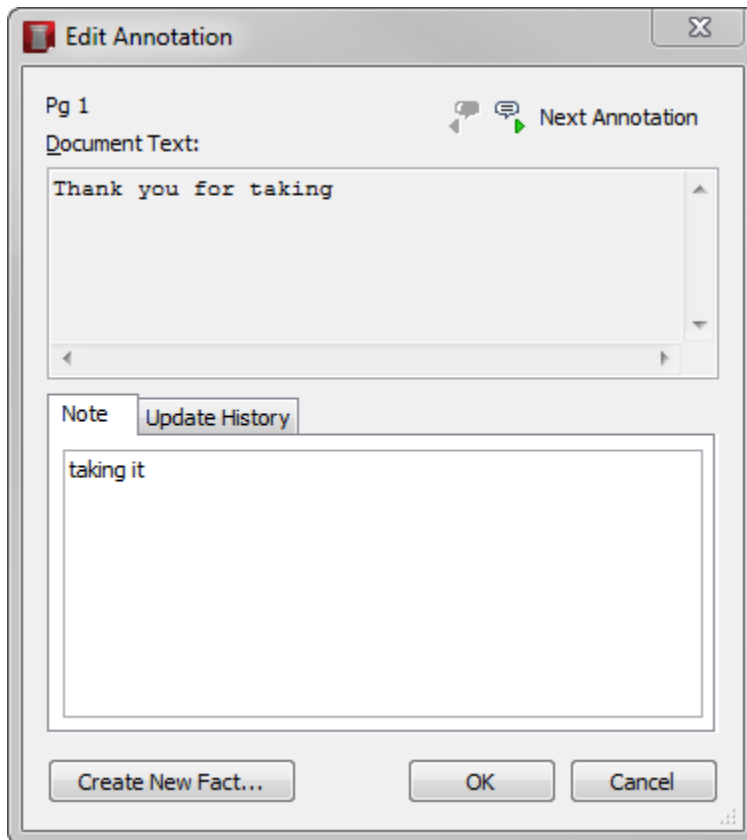 Edit Annotation
Pg 1
Next Annotation
Document Text:
Thank you for taking
Note
Update History
taking it
Create New Fact...
OK
Cancel